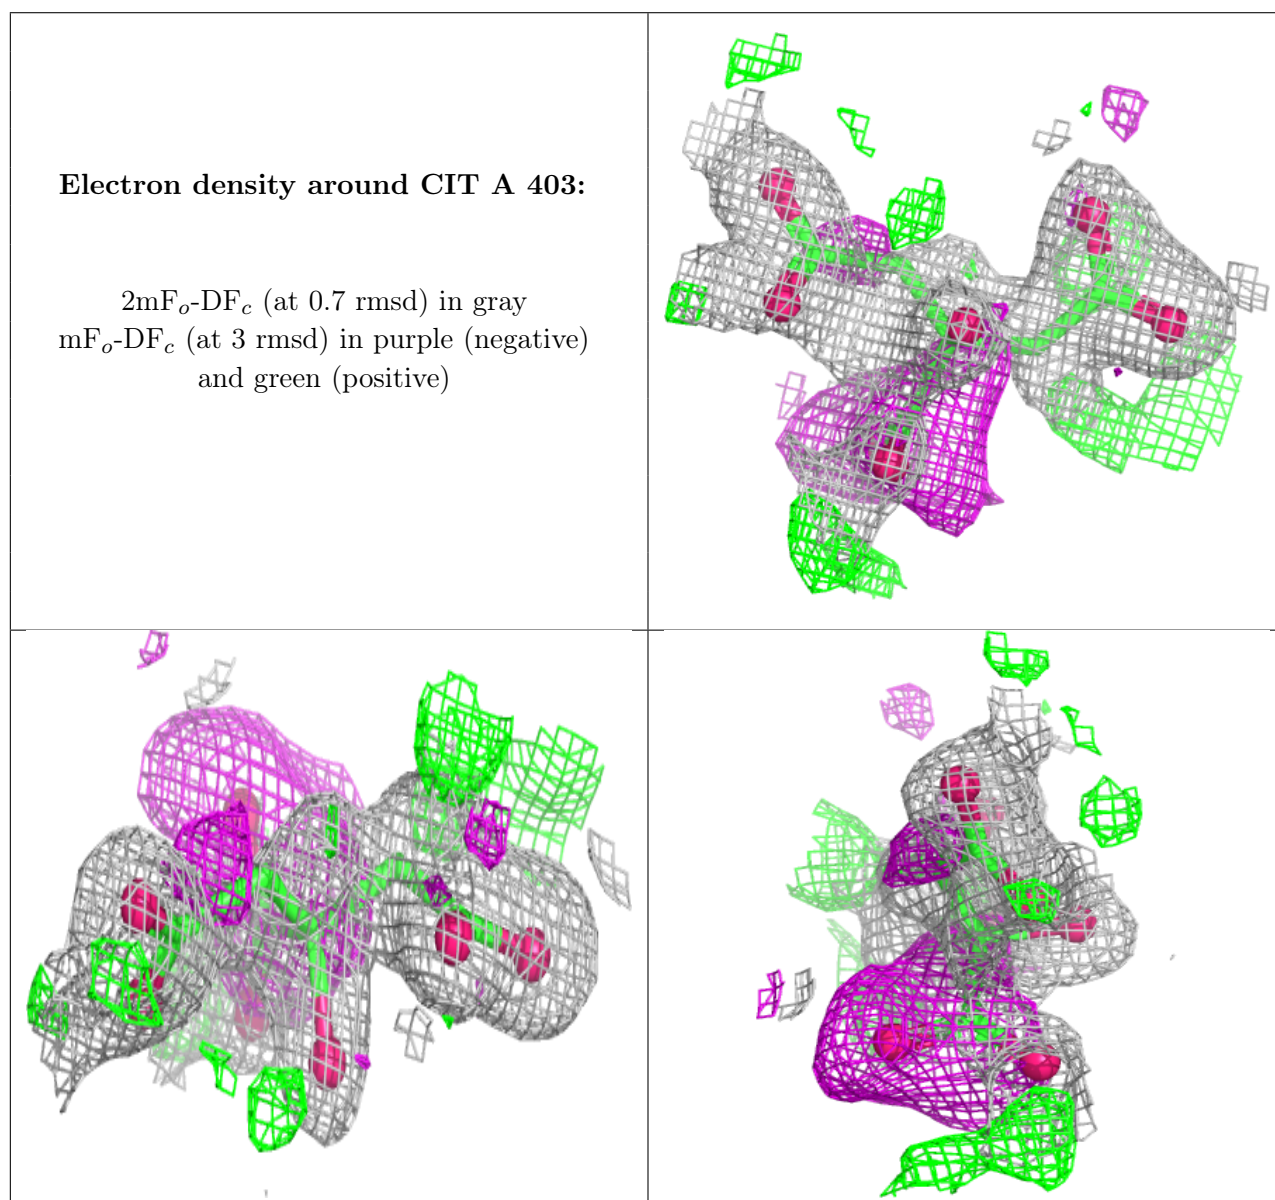 Electron density around CIT A 403:
2mFo-DFc (at 0.7 rmsd) in gray
mFo-DFc (at 3 rmsd) in purple (negative)
and green (positive)